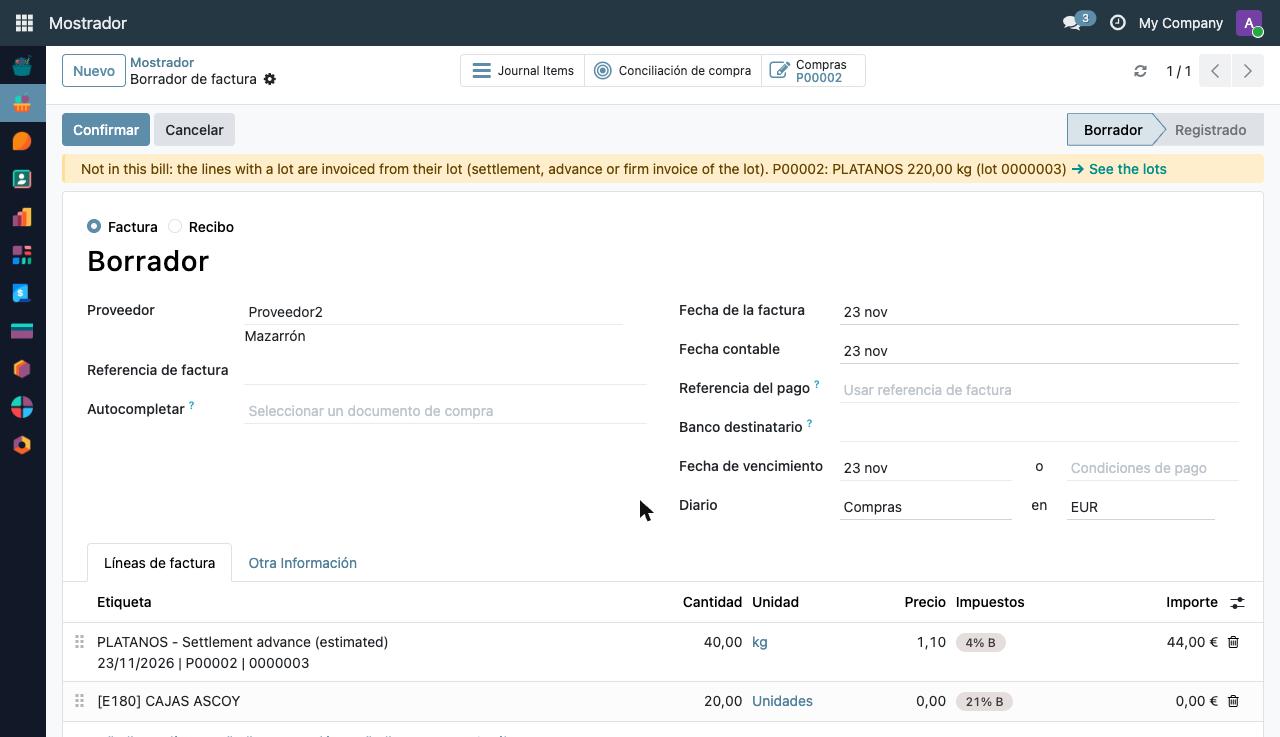 Mostrador
3
My Company
A
Nuevo
Mostrador
Borrador de factura
Journal Items
Conciliación de compra
Compras
P00002
1 / 1
Confirmar
Cancelar
Borrador
Registrado
Not in this bill: the lines with a lot are invoiced from their lot (settlement, advance or firm invoice of the lot). P00002: PLATANOS 220,00 kg (lot 0000003) → See the lots
Factura
Recibo
Borrador
Proveedor
Proveedor2
Mazarrón
Referencia de factura
Autocompletar ?
Seleccionar un documento de compra
Fecha de la factura
23 nov
Fecha contable
23 nov
Referencia del pago ?
Usar referencia de factura
Banco destinatario ?
Fecha de vencimiento
23 nov
o
Condiciones de pago
Diario
Compras
en
EUR
Líneas de factura
Otra Información
Etiqueta Cantidad Unidad Precio Impuestos Importe
PLATANOS - Settlement advance (estimated) 40,00 kg 1,10 4% B 44,00 €
23/11/2026 | P00002 | 0000003
[E180] CAJAS ASCOY 20,00 Unidades 0,00 21% B 0,00 €